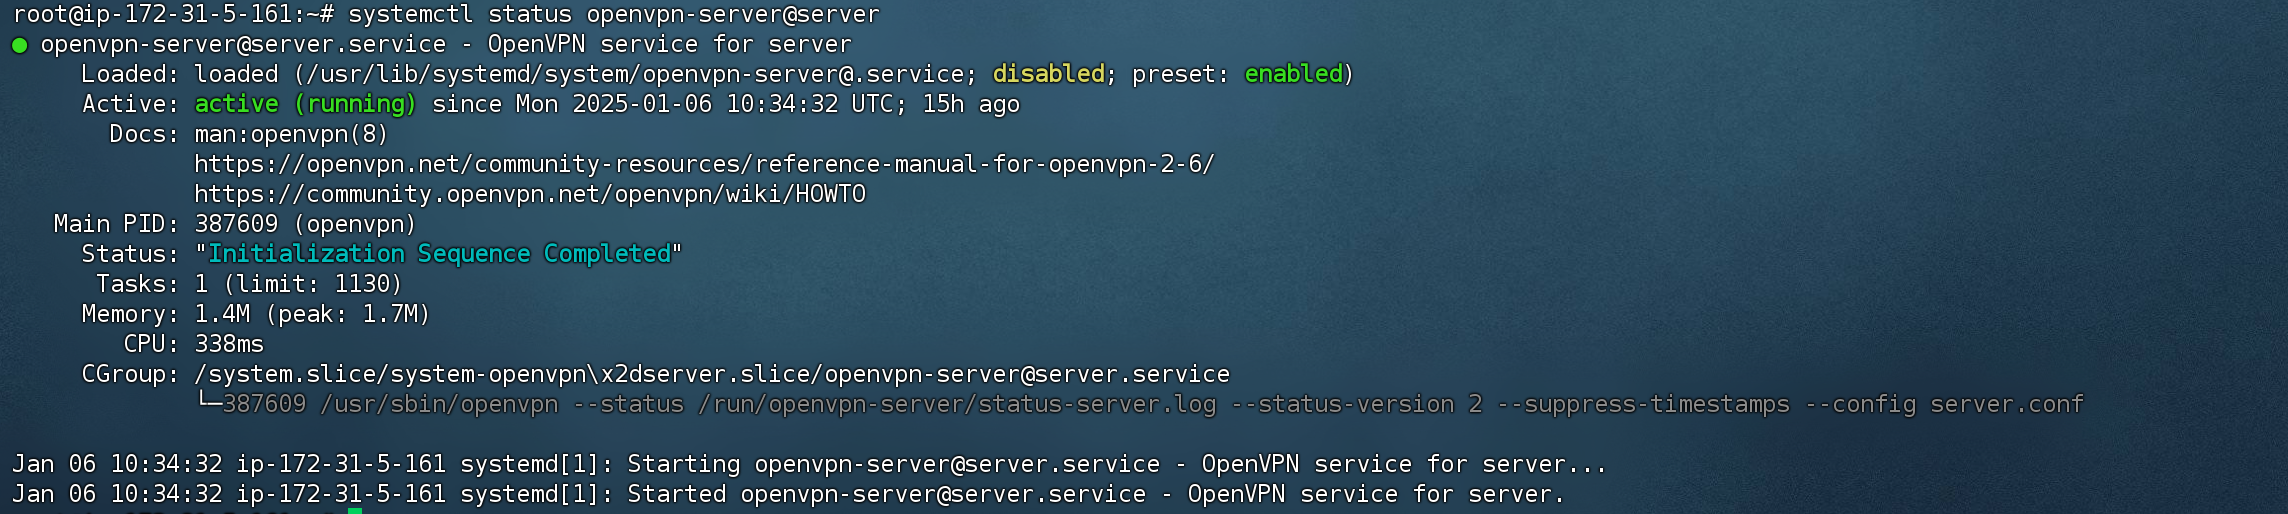 root@ip-172-31-5-161:~# systemctl status openvpn-server@server
● openvpn-server@server.service - OpenVPN service for server
     Loaded: loaded (/usr/lib/systemd/system/openvpn-server@.service; disabled; preset: enabled)
     Active: active (running) since Mon 2025-01-06 10:34:32 UTC; 15h ago
       Docs: man:openvpn(8)
             https://openvpn.net/community-resources/reference-manual-for-openvpn-2-6/
             https://community.openvpn.net/openvpn/wiki/HOWTO
   Main PID: 387609 (openvpn)
     Status: "Initialization Sequence Completed"
      Tasks: 1 (limit: 1130)
     Memory: 1.4M (peak: 1.7M)
        CPU: 338ms
     CGroup: /system.slice/system-openvpn\x2dserver.slice/openvpn-server@server.service
             └─387609 /usr/sbin/openvpn --status /run/openvpn-server/status-server.log --status-version 2 --suppress-timestamps --config server.conf

Jan 06 10:34:32 ip-172-31-5-161 systemd[1]: Starting openvpn-server@server.service - OpenVPN service for server...
Jan 06 10:34:32 ip-172-31-5-161 systemd[1]: Started openvpn-server@server.service - OpenVPN service for server.